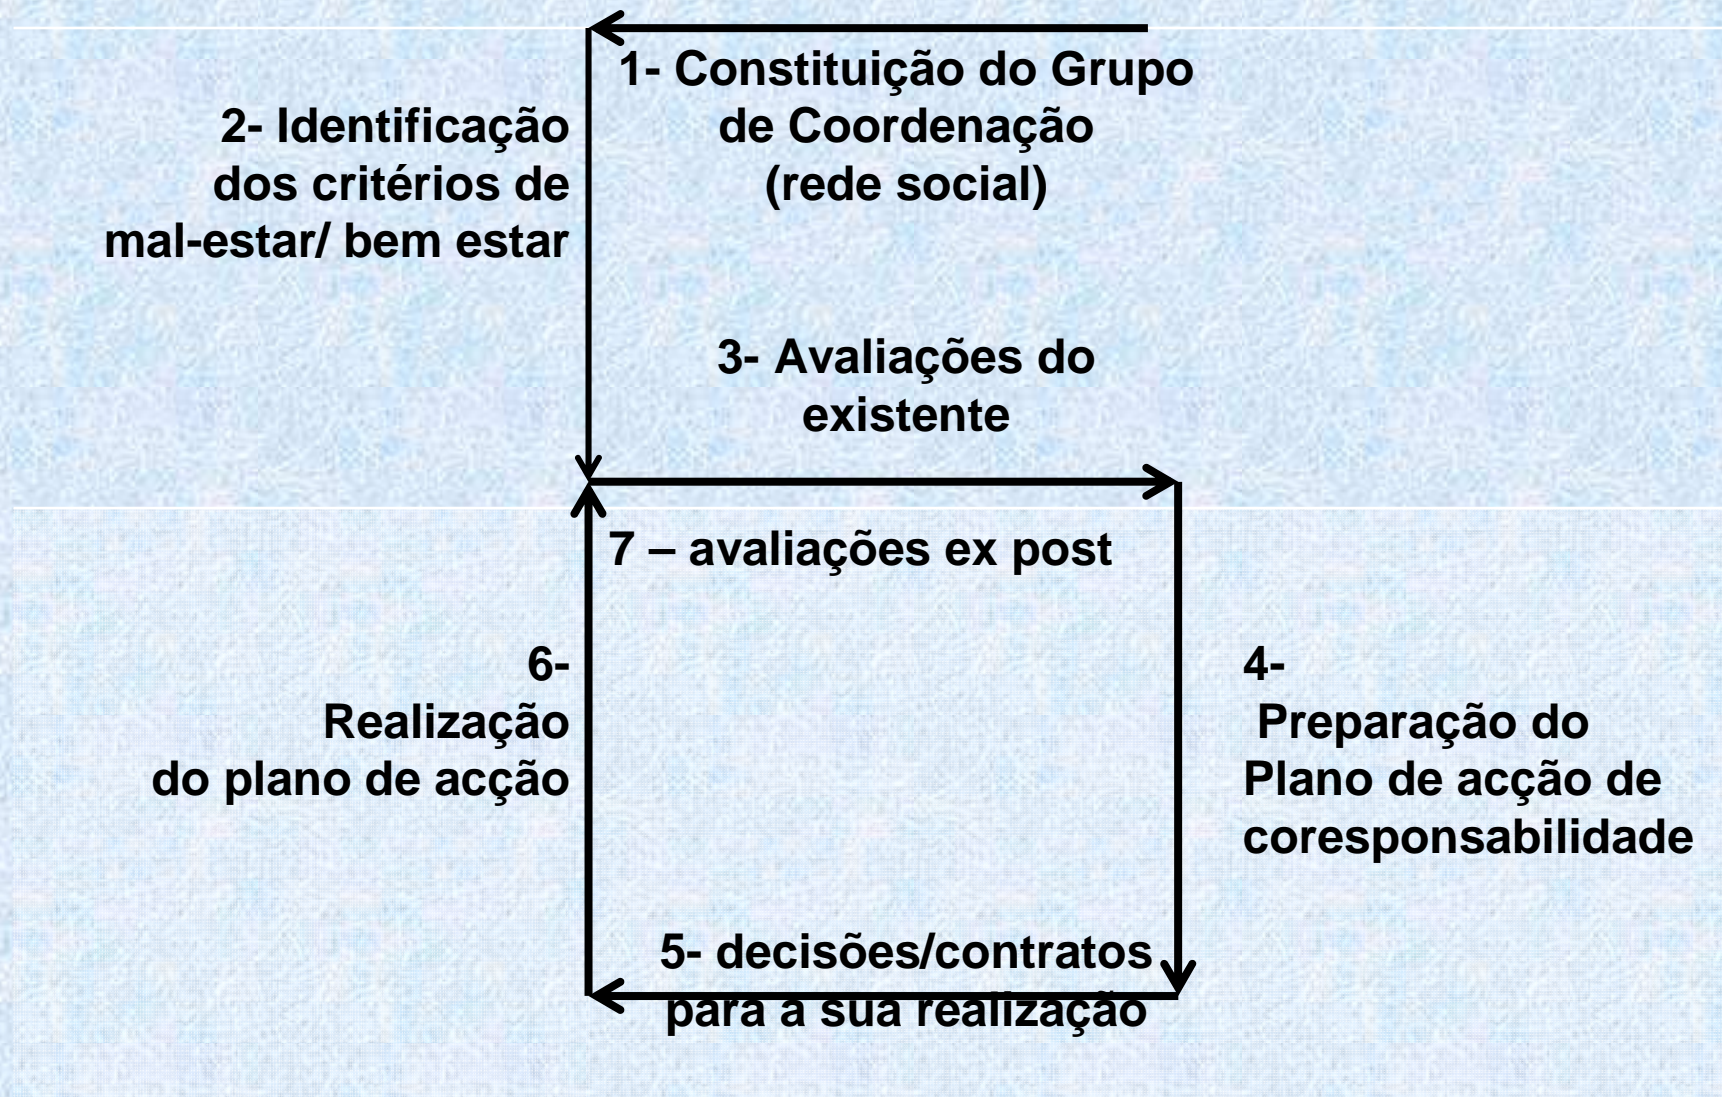 1- Constituição do Grupo
de Coordenação
(rede social)
2- Identificação
dos critérios de
mal-estar/ bem estar
3- Avaliações do
existente
7 – avaliações ex post
4-
Preparação do
Plano de acção de
coresponsabilidade
5- decisões/contratos
para a sua realização
6-
Realização
do plano de acção